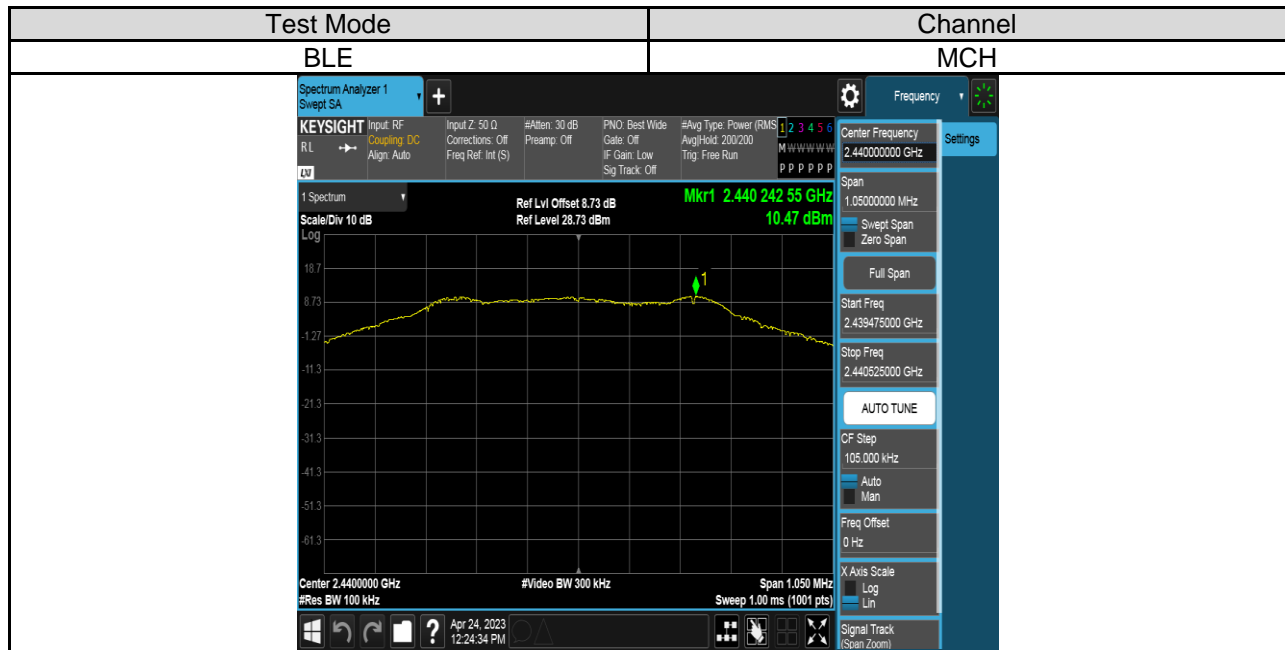 Test Mode Channel
BLE MCH
Spectrum Analyzer 1
Swept SA
+
Frequency
KEYSIGHT
RL
LXI
Input: RF
Coupling: DC
Align: Auto
Input Z: 50 Ω
Corrections: Off
Freq Ref: Int (S)
#Atten: 30 dB
Preamp: Off
PNO: Best Wide
Gate: Off
IF Gain: Low
Sig Track: Off
#Avg Type: Power (RMS
Avg|Hold: 200/200
Trig: Free Run
1 2 3 4 5 6
M W W W W W
P P P P P P
1 Spectrum
Scale/Div 10 dB
Log
Ref Lvl Offset 8.73 dB
Ref Level 28.73 dBm
Mkr1 2.440 242 55 GHz
10.47 dBm
18.7
8.73
-1.27
-11.3
-21.3
-31.3
-41.3
-51.3
-61.3
1
Center 2.4400000 GHz
#Res BW 100 kHz
#Video BW 300 kHz
Span 1.050 MHz
Sweep 1.00 ms (1001 pts)
?
Apr 24, 2023
12:24:34 PM
Center Frequency
2.440000000 GHz
Settings
Span
1.05000000 MHz
Swept Span
Zero Span
Full Span
Start Freq
2.439475000 GHz
Stop Freq
2.440525000 GHz
AUTO TUNE
CF Step
105.000 kHz
Auto
Man
Freq Offset
0 Hz
X Axis Scale
Log
Lin
Signal Track
(Span Zoom)